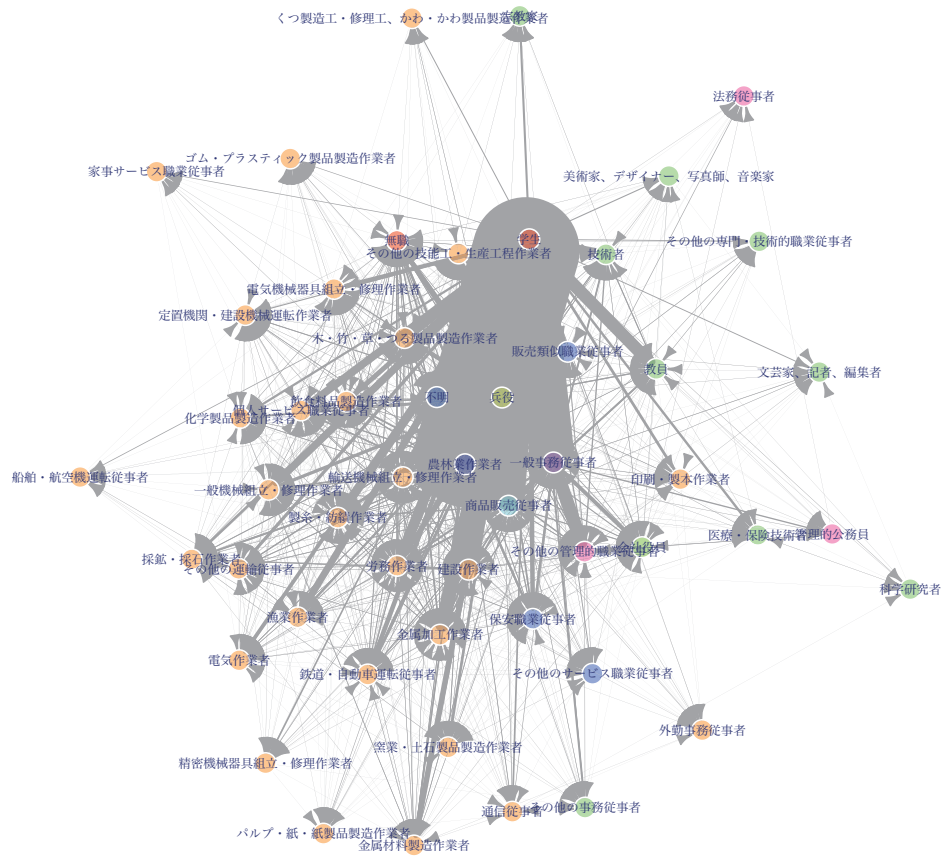 くつ製造工・修理工、かわ・かわ製品製造作業者
宗教家
法務従事者
ゴム・プラスティック製品製造作業者
家事サービス職業従事者
美術家、デザイナー、写真師、音楽家
無職
学生
その他の専門・技術的職業従事者
その他の技能工・生産工程作業者
技術者
電気機械器具組立・修理作業者
定置機関・建設機械運転作業者
木・竹・草・つる製品製造作業者
販売類似職業従事者
教員
文芸家、記者、編集者
不明
兵役
飲食料品製造作業者
個人サービス職業従事者
化学製品製造作業者
農林業作業者
一般事務従事者
船舶・航空機運転従事者
輸送機械組立・修理作業者
印刷・製本作業者
一般機械組立・修理作業者
商品販売従事者
製糸・紡織作業者
医療・保険技術者
管理的公務員
その他の管理的職業従事者
会社役員
採鉱・採石作業者
その他の運輸従事者
労務作業者
建設作業者
科学研究者
漁業作業者
保安職業従事者
金属加工作業者
電気作業者
鉄道・自動車運転従事者
その他のサービス職業従事者
外勤事務従事者
窯業・土石製品製造作業者
精密機械器具組立・修理作業者
通信従事者
その他の事務従事者
パルプ・紙・紙製品製造作業者
金属材料製造作業者